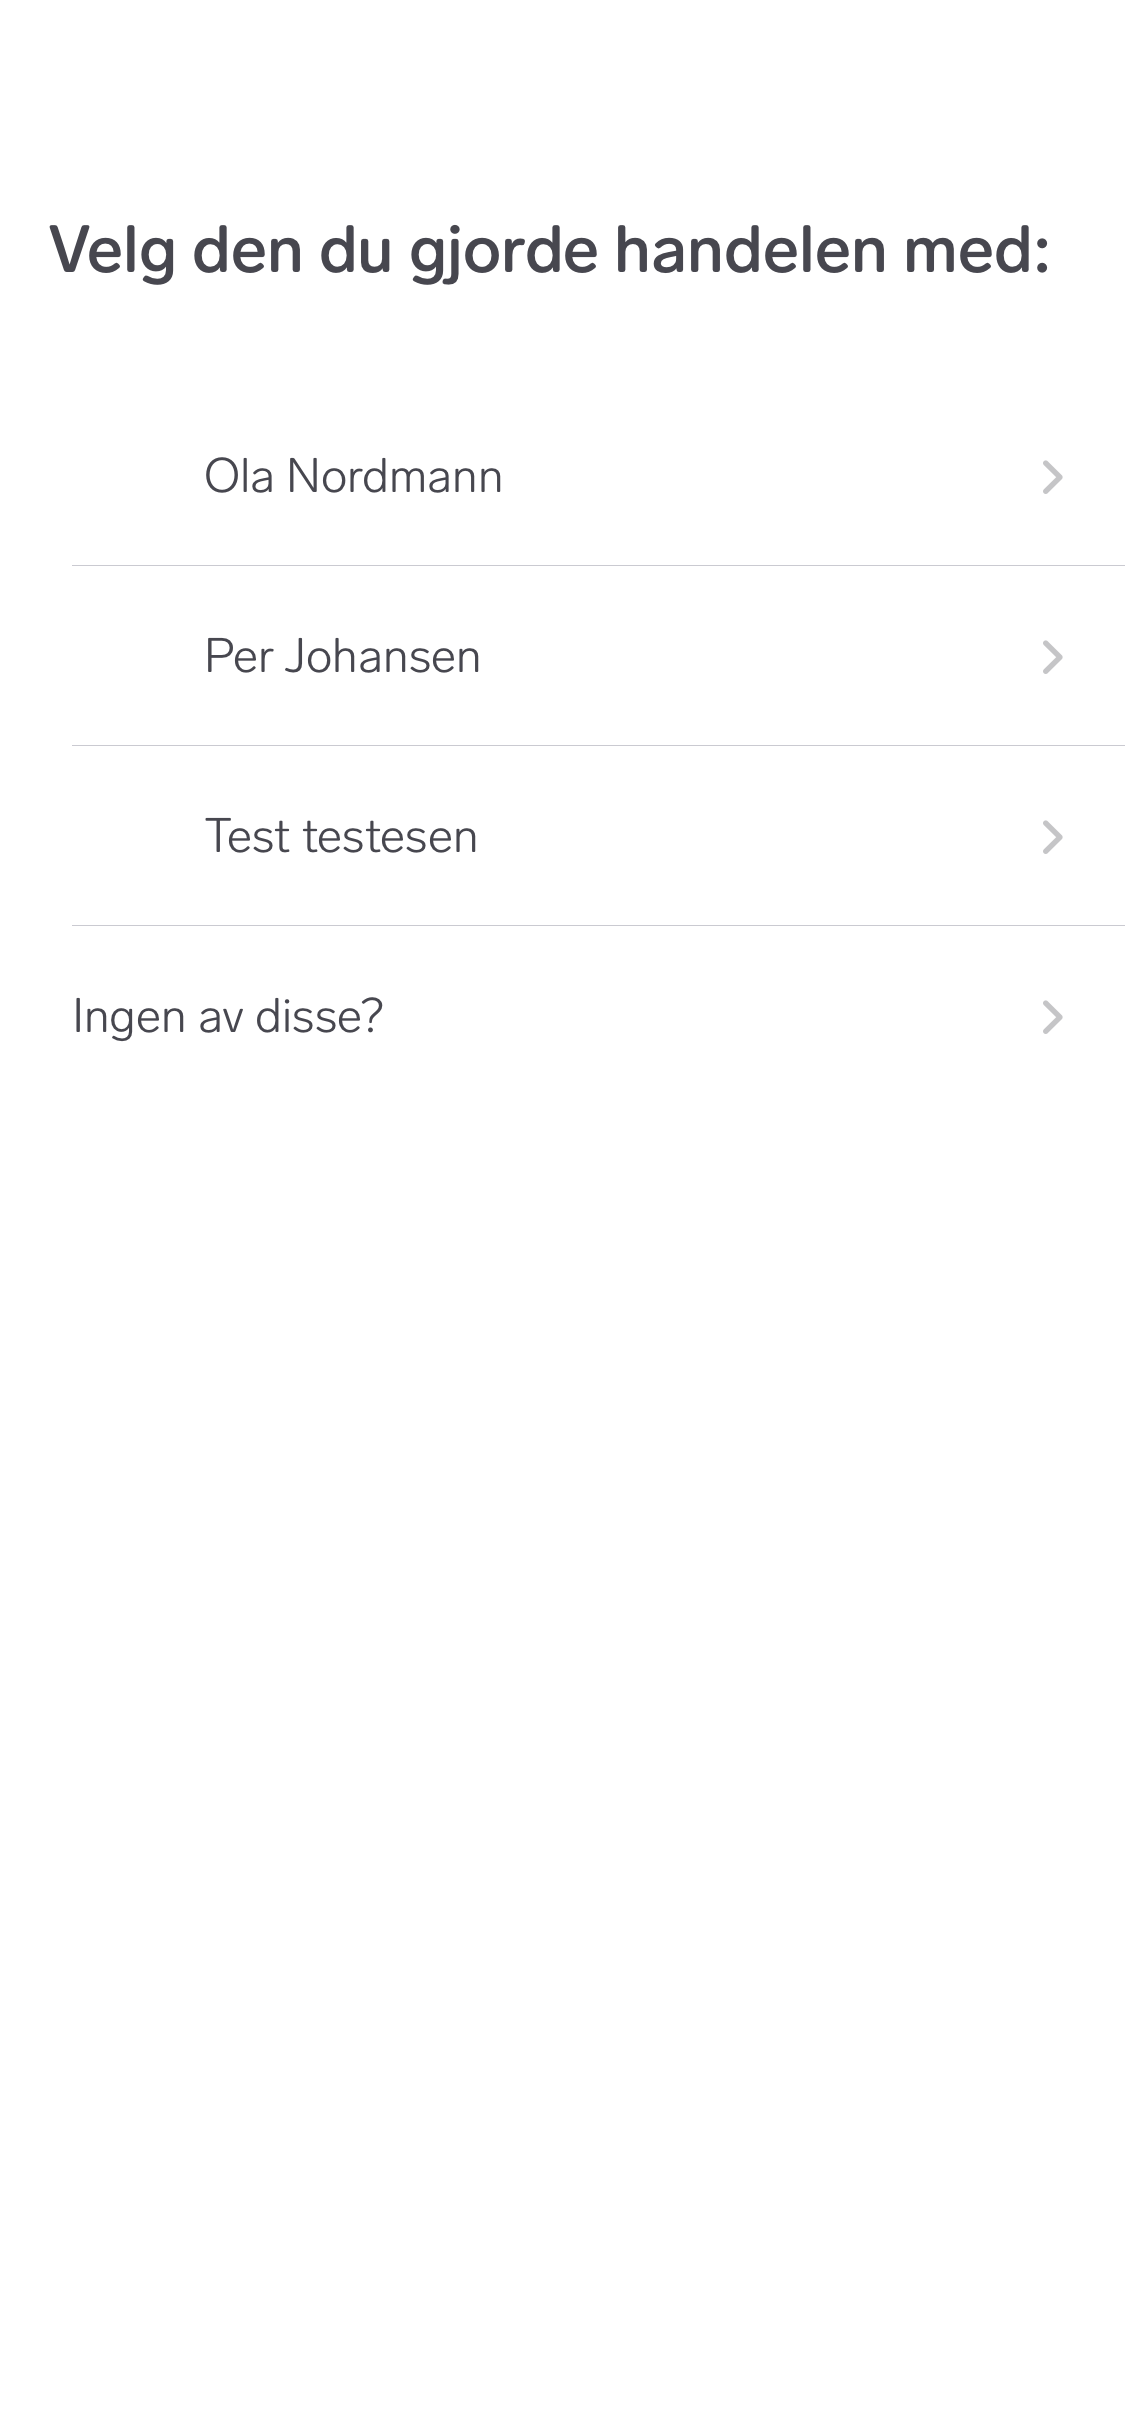 Velg den du gjorde handelen med:
Ola Nordmann
Per Johansen
Test testesen
Ingen av disse?